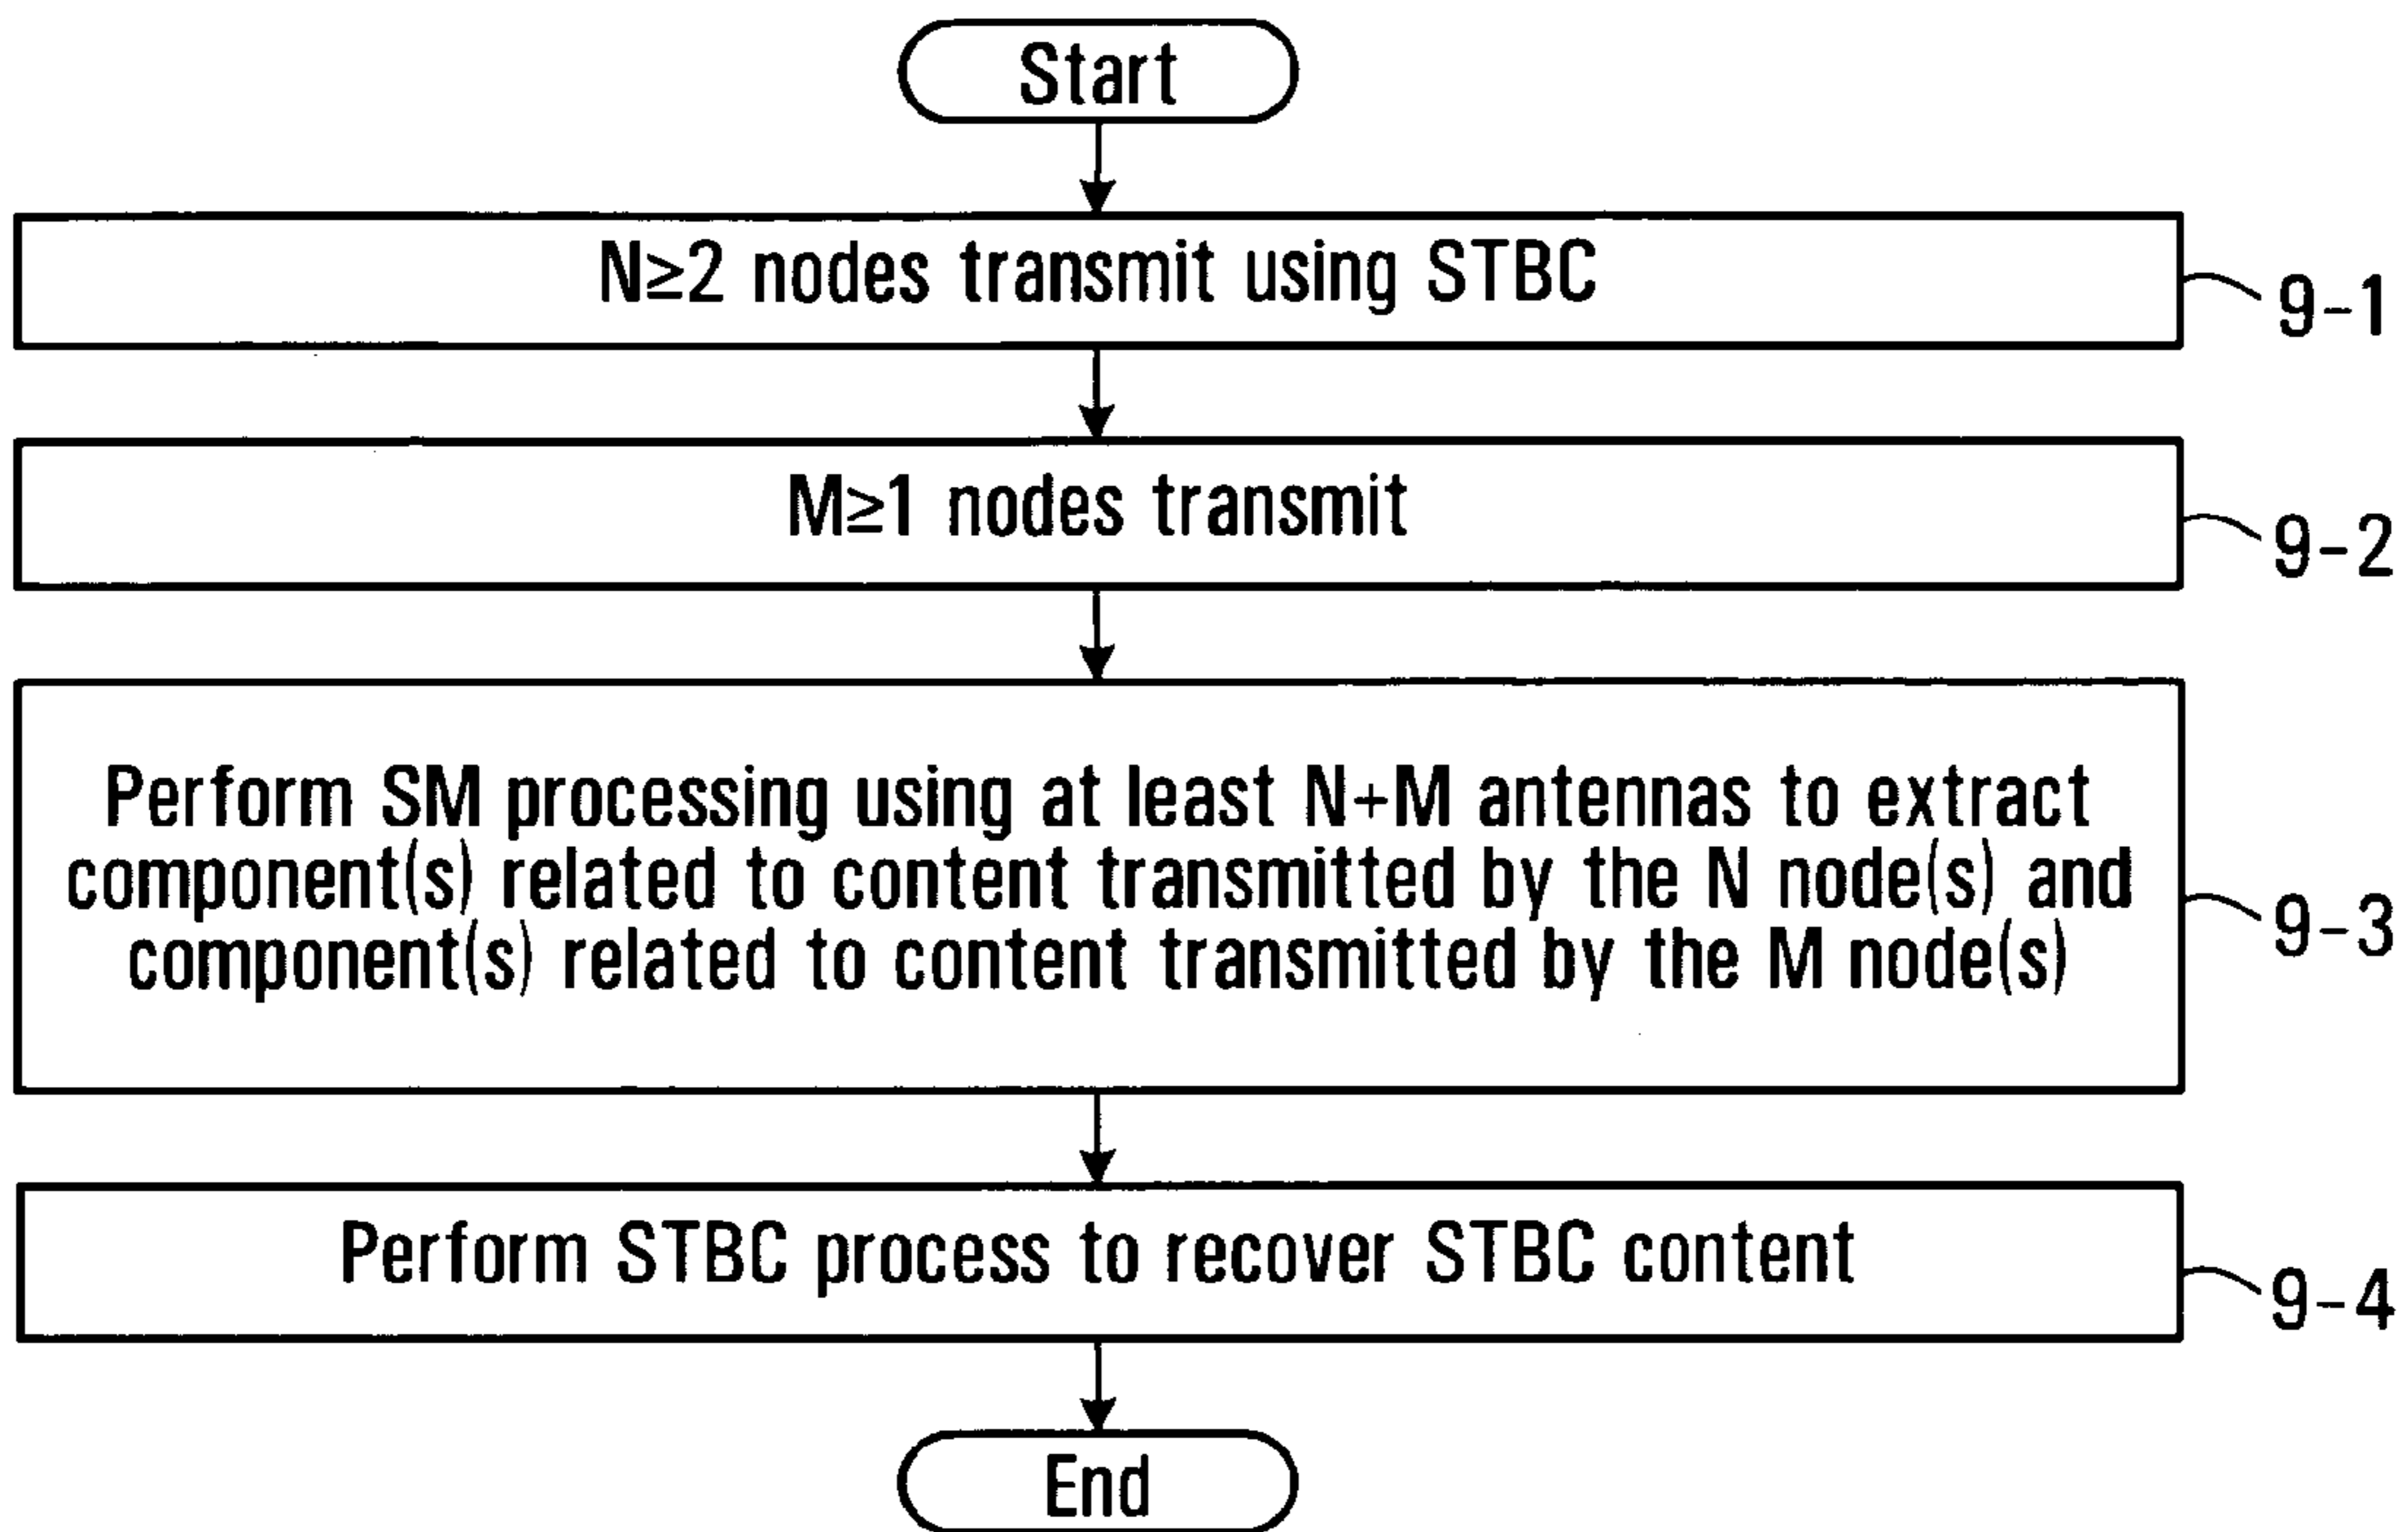 Start
N≥2 nodes transmit using STBC
9-1
M≥1 nodes transmit
9-2
Perform SM processing using at least N+M antennas to extract
component(s) related to content transmitted by the N node(s) and
component(s) related to content transmitted by the M node(s)
9-3
Perform STBC process to recover STBC content
9-4
End